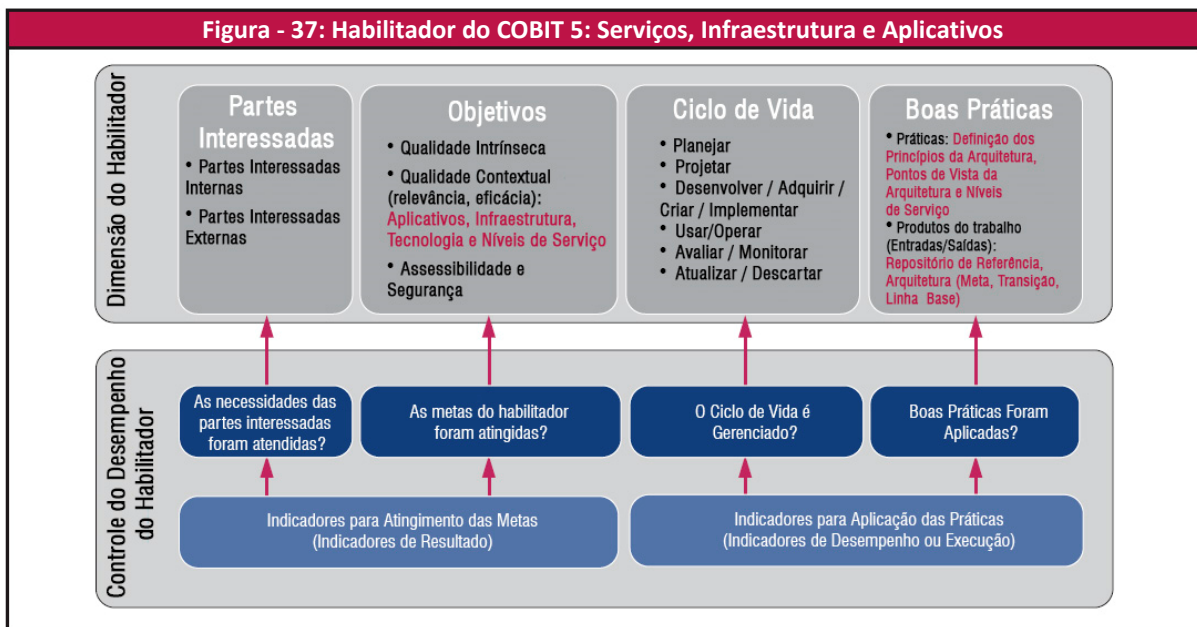 Figura - 37: Habilitador do COBIT 5: Serviços, Infraestrutura e Aplicativos
Dimensão do Habilitador
Partes
Interessadas
• Partes Interessadas
Internas
• Partes Interessadas
Externas
Objetivos
• Qualidade Intrínseca
• Qualidade Contextual
(relevância, eficácia):
Aplicativos, Infraestrutura,
Tecnologia e Níveis de Serviço
• Assessibilidade e
Segurança
Ciclo de Vida
• Planejar
• Projetar
• Desenvolver / Adquirir /
Criar / Implementar
• Usar/Operar
• Avaliar / Monitorar
• Atualizar / Descartar
Boas Práticas
• Práticas: Definição dos
Princípios da Arquitetura,
Pontos de Vista da
Arquitetura e Níveis
de Serviço
• Produtos do trabalho
(Entradas/Saídas):
Repositório de Referência,
Arquitetura (Meta, Transição,
Linha Base)
Controle do Desempenho
do Habilitador
As necessidades das
partes interessadas
foram atendidas?
As metas do habilitador
foram atingidas?
O Ciclo de Vida é
Gerenciado?
Boas Práticas Foram
Aplicadas?
Indicadores para Atingimento das Metas
(Indicadores de Resultado)
Indicadores para Aplicação das Práticas
(Indicadores de Desempenho ou Execução)